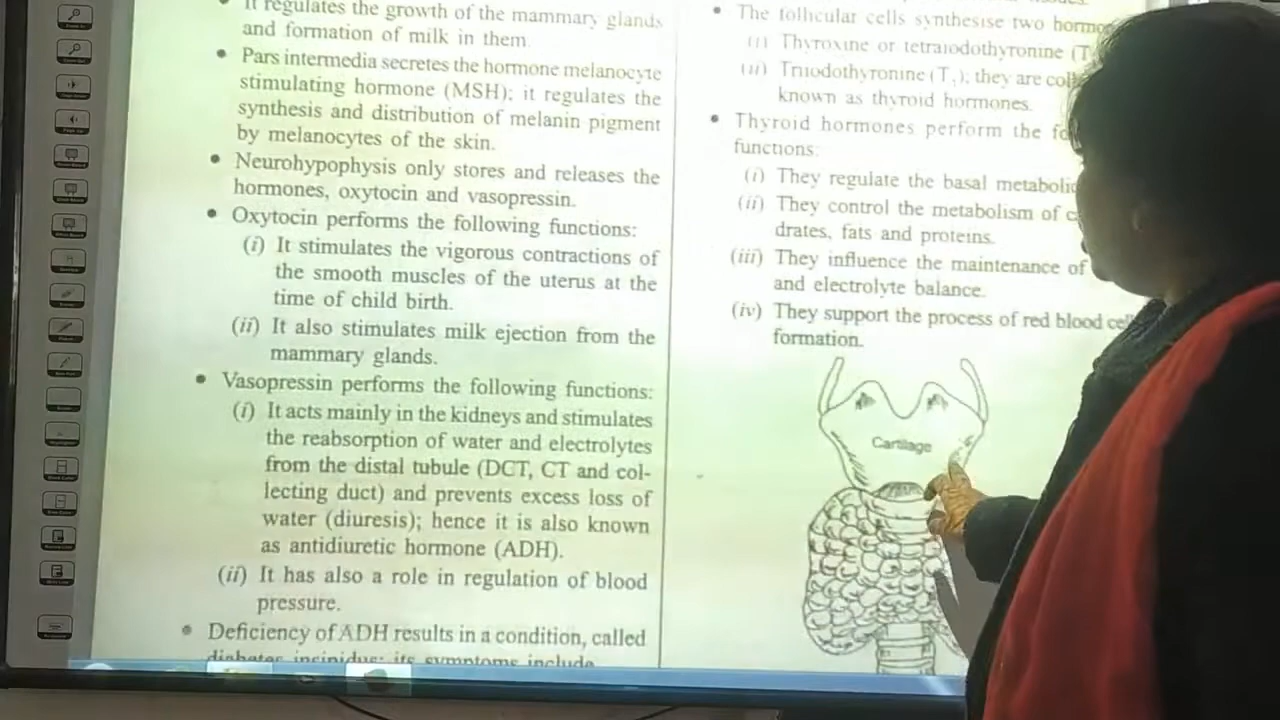 It regulates the growth of the mammary glands
and formation of milk in them.
• Pars intermedia secretes the hormone melanocyte
stimulating hormone (MSH); it regulates the
synthesis and distribution of melanin pigment
by melanocytes of the skin.
• Neurohypophysis only stores and releases the
hormones, oxytocin and vasopressin.
• Oxytocin performs the following functions:
(i) It stimulates the vigorous contractions of
the smooth muscles of the uterus at the
time of child birth.
(ii) It also stimulates milk ejection from the
mammary glands.
• Vasopressin performs the following functions:
(i) It acts mainly in the kidneys and stimulates
the reabsorption of water and electrolytes
from the distal tubule (DCT, CT and col-
lecting duct) and prevents excess loss of
water (diuresis); hence it is also known
as antidiuretic hormone (ADH).
(ii) It has also a role in regulation of blood
pressure.
• Deficiency of ADH results in a condition, called
diabetes insipidus; its symptoms include
• The follicular cells synthesise two
(i) Thyroxine or tetraiodothyronine
(ii) Triiodothyronine (T3); they are
known as thyroid hormones.
• Thyroid hormones perform the
functions:
(i) They regulate the basal
(ii) They control the metabolism of
drates, fats and proteins.
(iii) They influence the maintenance of
and electrolyte balance.
(iv) They support the process of red blood
formation.
Cartilage